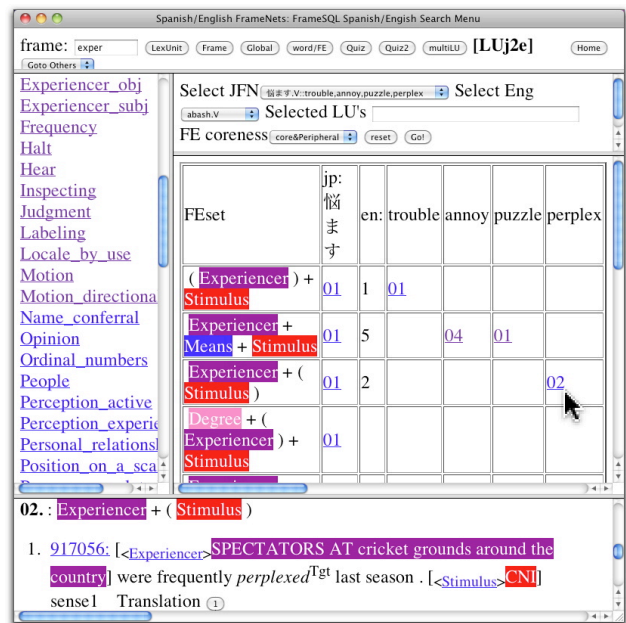 Spanish/English FrameNets: FrameSQL Spanish/Engish Search Menu
frame: exper LexUnit Frame Global word/FE Quiz Quiz2 multiLU [LUj2e] Home
Goto Others
Experiencer_obj
Experiencer_subj
Frequency
Halt
Hear
Inspecting
Judgment
Labeling
Locale_by_use
Motion
Motion_directiona
Name_conferral
Opinion
Ordinal_numbers
People
Perception_active
Perception_experie
Personal_relationsl
Position_on_a_sca
Select JFN 悩ます.V::trouble,annoy,puzzle,perplex Select Eng
abash.V Selected LU's
FE coreness core&Peripheral reset Go!
FEset jp: 悩ます en: trouble annoy puzzle perplex
( Experiencer ) + Stimulus 01 1 01
Experiencer + Means + Stimulus 01 5 04 01
Experiencer + ( Stimulus ) 01 2 02
Degree + ( Experiencer ) + Stimulus 01
02. : Experiencer + ( Stimulus )
1. 917056: [<Experiencer>SPECTATORS AT cricket grounds around the
country] were frequently perplexedTgt last season . [<Stimulus>CNI]
sense1 Translation 1